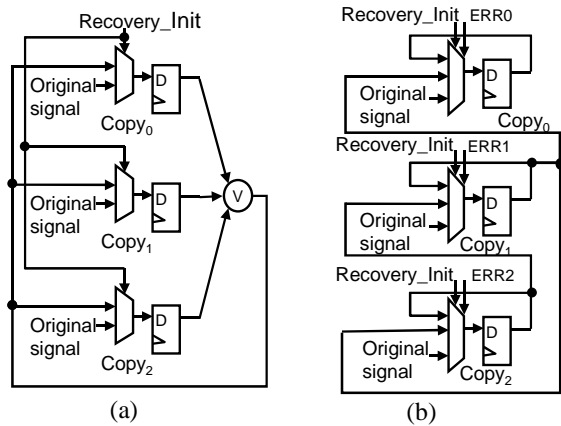 Recovery_Init
Original
signal
D
Copy0
Original
signal
D
Copy1
V
Original
signal
D
Copy2
(a)
Recovery_Init ERR0
Original
signal
D
Copy0
Recovery_Init ERR1
Original
signal
D
Copy1
Recovery_Init ERR2
Original
signal
D
Copy2
(b)